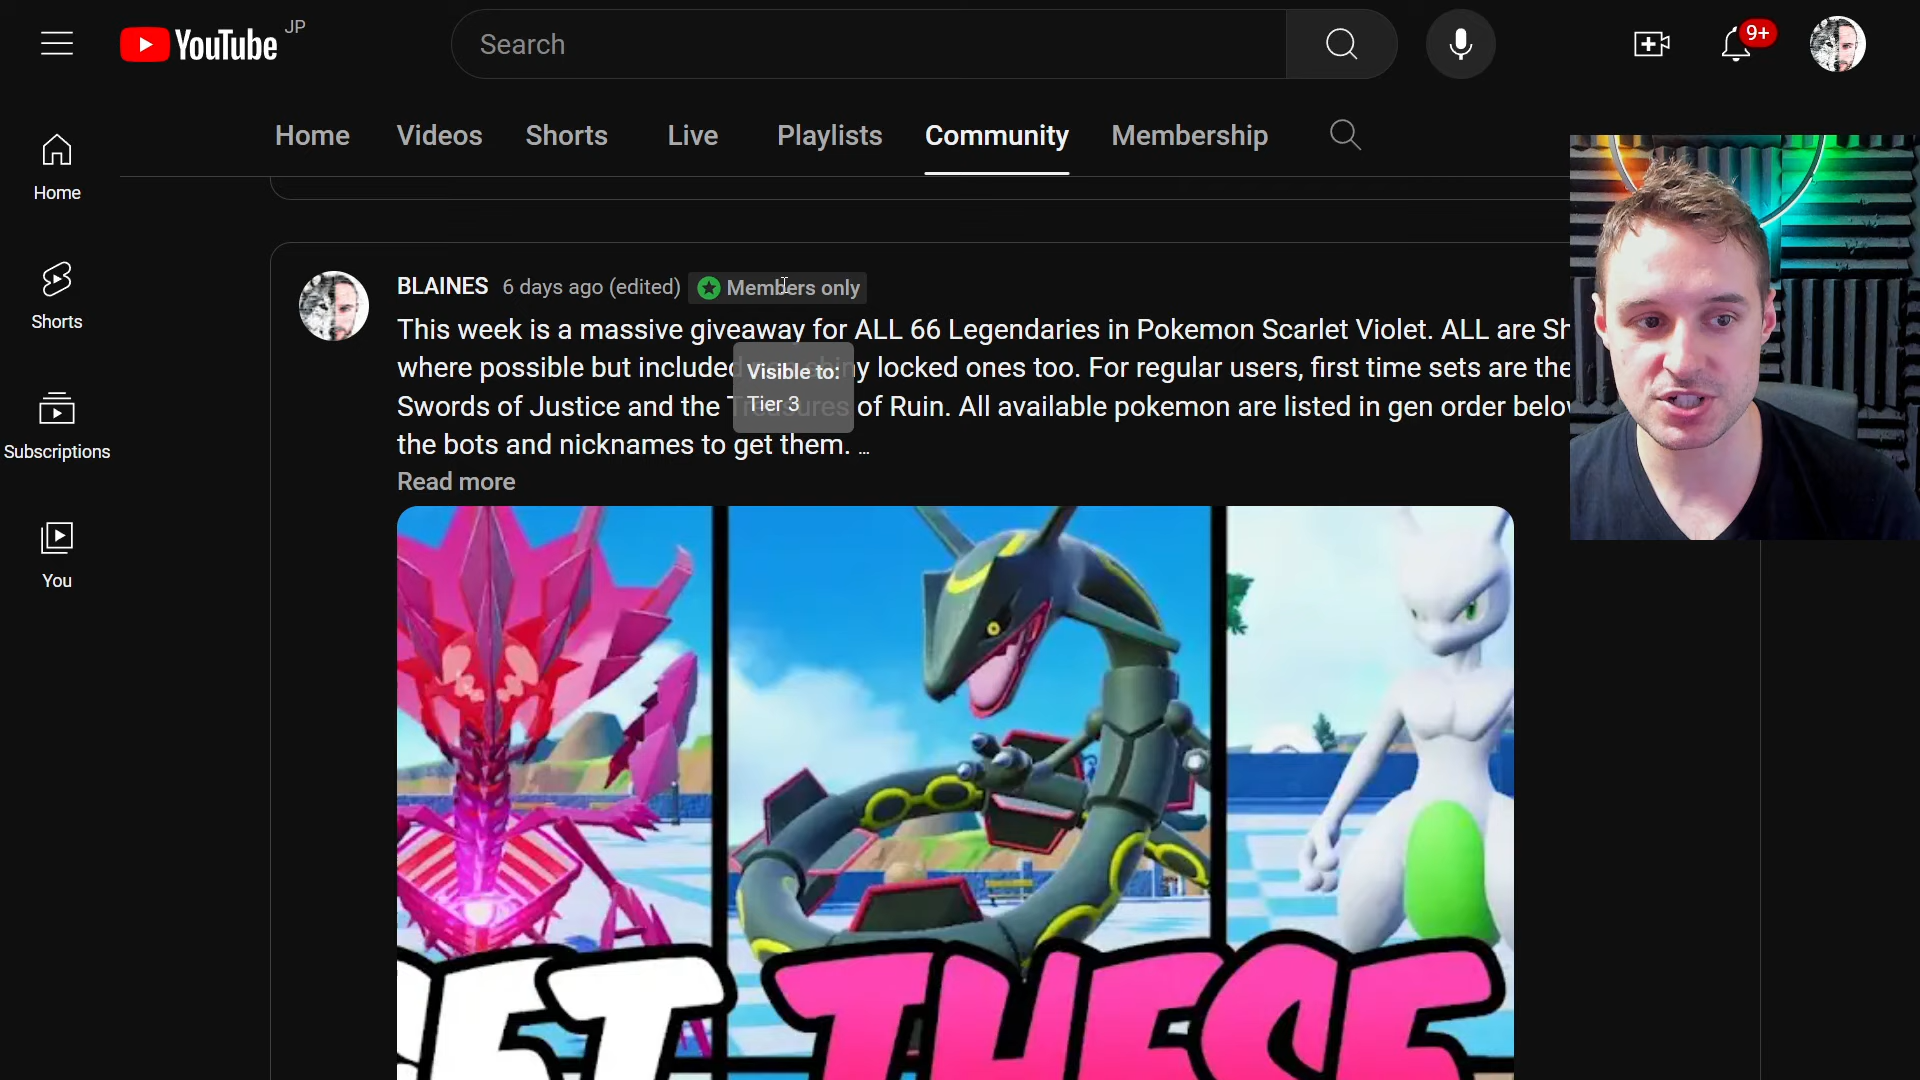 YouTube JP
Search
9+
Home Videos Shorts Live Playlists Community Membership
Home
Shorts
Subscriptions
You
BLAINES 6 days ago (edited) Members only
This week is a massive giveaway for ALL 66 Legendaries in Pokemon Scarlet Violet. ALL are Sh
where possible but included locked ones too. For regular users, first time sets are the
Swords of Justice and the Treasures of Ruin. All available pokemon are listed in gen order belo
the bots and nicknames to get them. ...
Visible to:
Tier 3
Read more
ET THESE